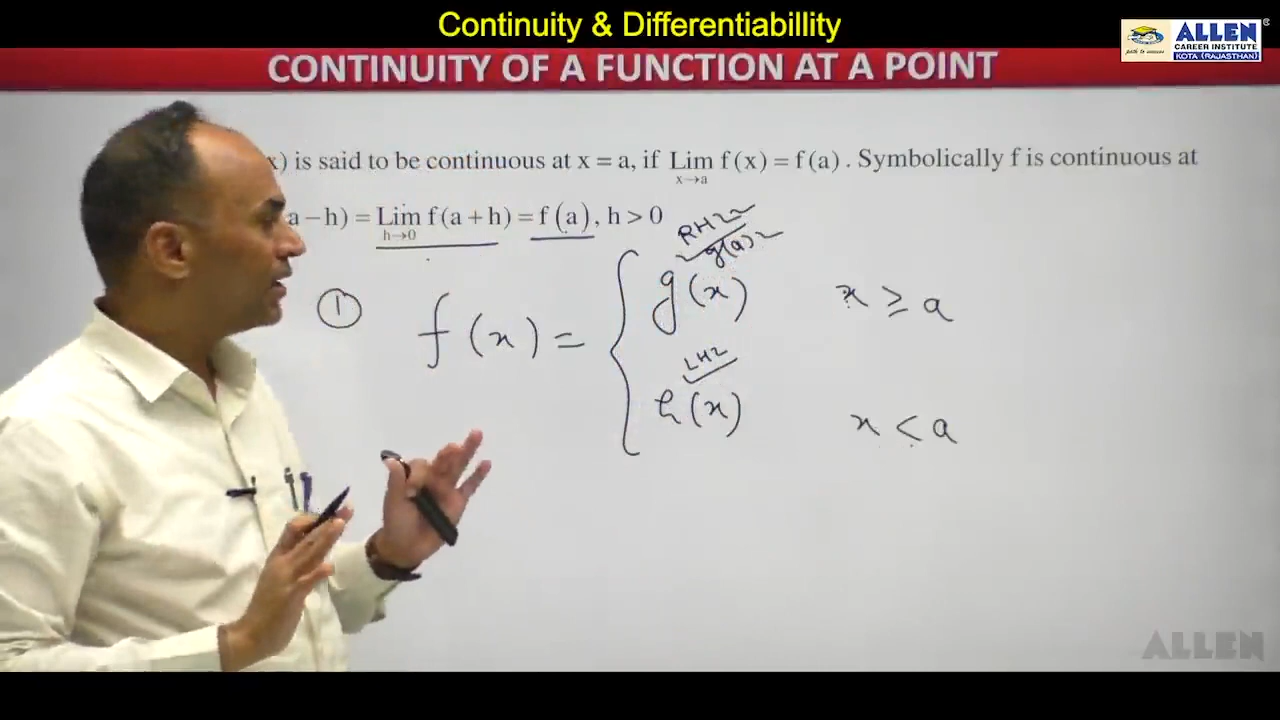 Continuity & Differentiabillity
ALLEN
CAREER INSTITUTE
KOTA (RAJASTHAN)
CONTINUITY OF A FUNCTION AT A POINT
x) is said to be continuous at x = a, if Lim x→a f(x) = f(a). Symbolically f is continuous at
a – h) = Lim h→0 f(a + h) = f(a), h > 0
RHL
g(a)
① f(x) = { g(x) x ≥ a
LHL
h(x) x < a
ALLEN